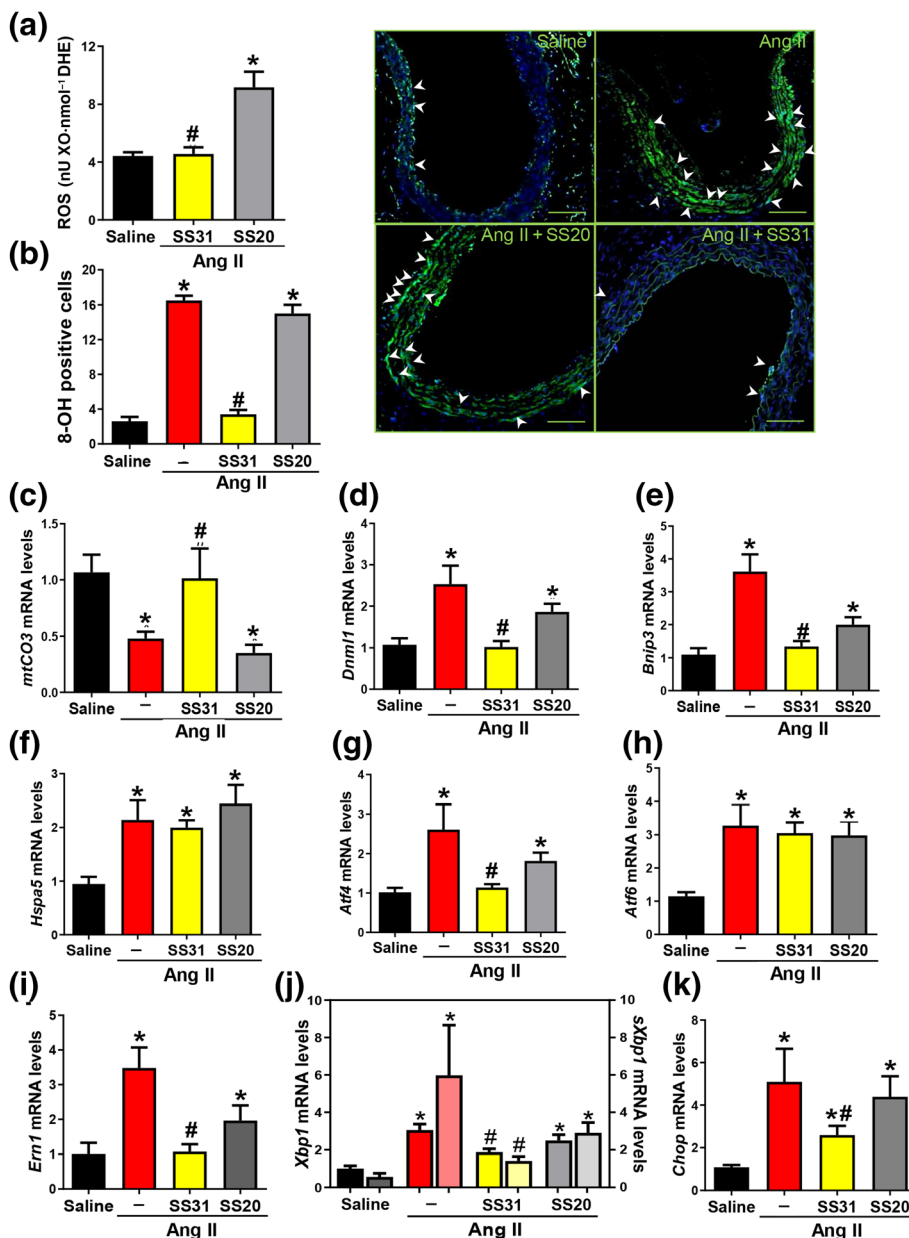 (a)
ROS (nU XO·nmol⁻¹ DHE)
12
8
4
0
*
#
Saline
SS31
SS20
Ang II
Saline
Ang II
Ang II + SS20
Ang II + SS31
(b)
8-OH positive cells
16
12
8
4
0
*
#
*
Saline
–
SS31
SS20
Ang II
(c)
mtCO3 mRNA levels
1.5
1.0
0.5
0.0
*
#
*
Saline
–
SS31
SS20
Ang II
(d)
Dnml1 mRNA levels
4
3
2
1
0
*
#
*
Saline
–
SS31
SS20
Ang II
(e)
Bnip3 mRNA levels
5
4
3
2
1
0
*
#
*
Saline
–
SS31
SS20
Ang II
(f)
Hspa5 mRNA levels
3
2
1
0
*
*
*
Saline
–
SS31
SS20
Ang II
(g)
Atf4 mRNA levels
4
3
2
1
0
*
#
*
Saline
–
SS31
SS20
Ang II
(h)
Atf6 mRNA levels
5
4
3
2
1
0
*
*
*
Saline
–
SS31
SS20
Ang II
(i)
Ern1 mRNA levels
5
4
3
2
1
0
*
#
*
Saline
–
SS31
SS20
Ang II
(j)
Xbp1 mRNA levels
10
8
6
4
2
0
*
*
#
#
*
*
10
8
6
4
2
0
sXbp1 mRNA levels
Saline
–
SS31
SS20
Ang II
(k)
Chop mRNA levels
8
6
4
2
0
*
*#
*
Saline
–
SS31
SS20
Ang II